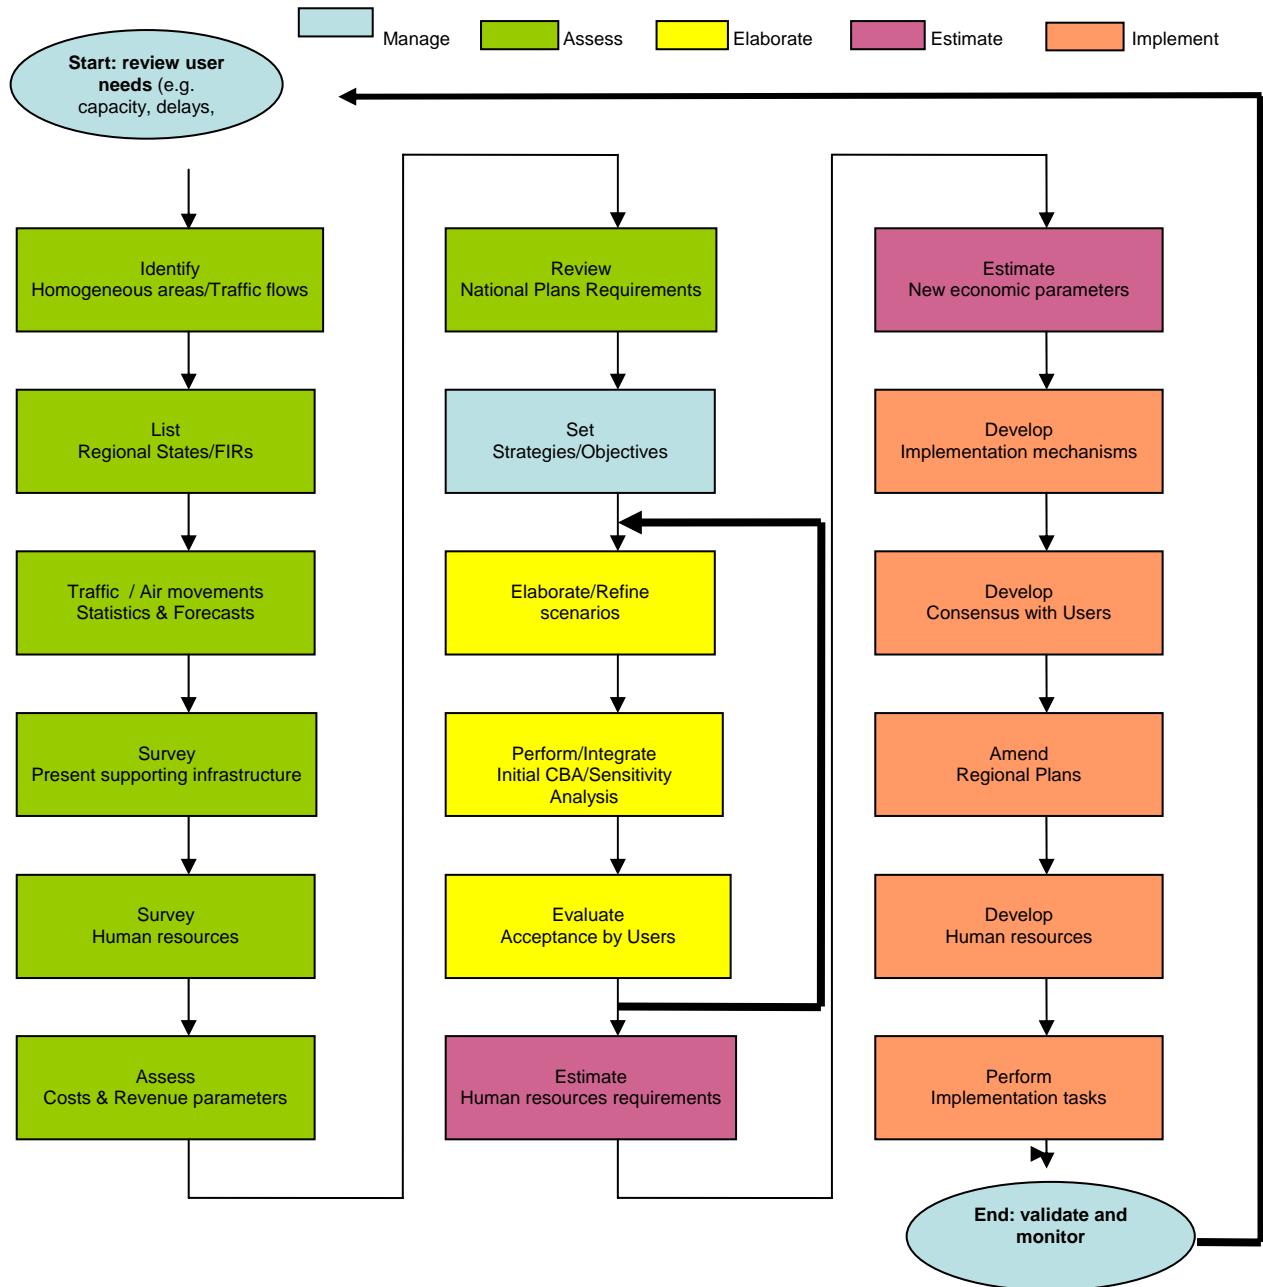 Manage
Assess
Elaborate
Estimate
Implement
Start: review user
needs (e.g.
capacity, delays,
Identify
Homogeneous areas/Traffic flows
List
Regional States/FIRs
Traffic / Air movements
Statistics & Forecasts
Survey
Present supporting infrastructure
Survey
Human resources
Assess
Costs & Revenue parameters
Review
National Plans Requirements
Set
Strategies/Objectives
Elaborate/Refine
scenarios
Perform/Integrate
Initial CBA/Sensitivity
Analysis
Evaluate
Acceptance by Users
Estimate
Human resources requirements
Estimate
New economic parameters
Develop
Implementation mechanisms
Develop
Consensus with Users
Amend
Regional Plans
Develop
Human resources
Perform
Implementation tasks
End: validate and
monitor